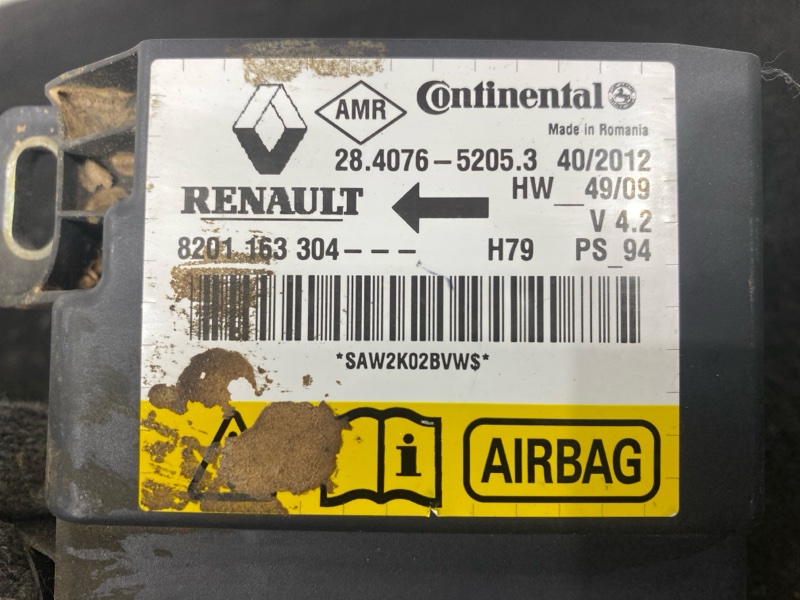 AMR
Continental
Made in Romania
28.4076-5205.3 40/2012
HW__49/09
RENAULT
V 4.2
8201 163 304--- H79 PS_94
*SAW2K02BVW$*
i
AIRBAG